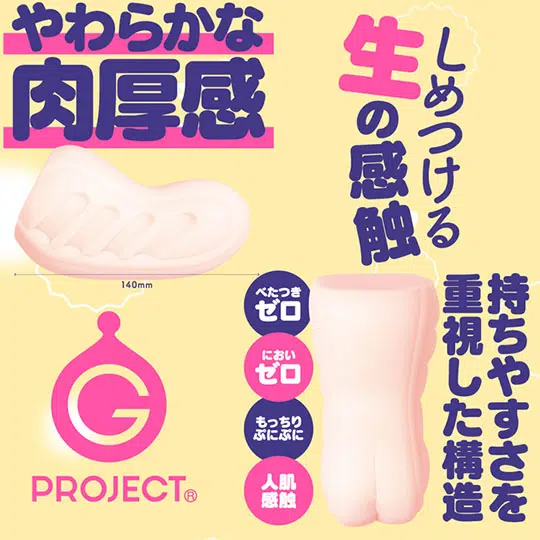 やわらかな
肉厚感
しめつける
生の感触
140mm
べたつき
ゼロ
におい
ゼロ
もっちり
ぷにぷに
人肌
感触
持ちやすさを
重視した構造
G
PROJECT®